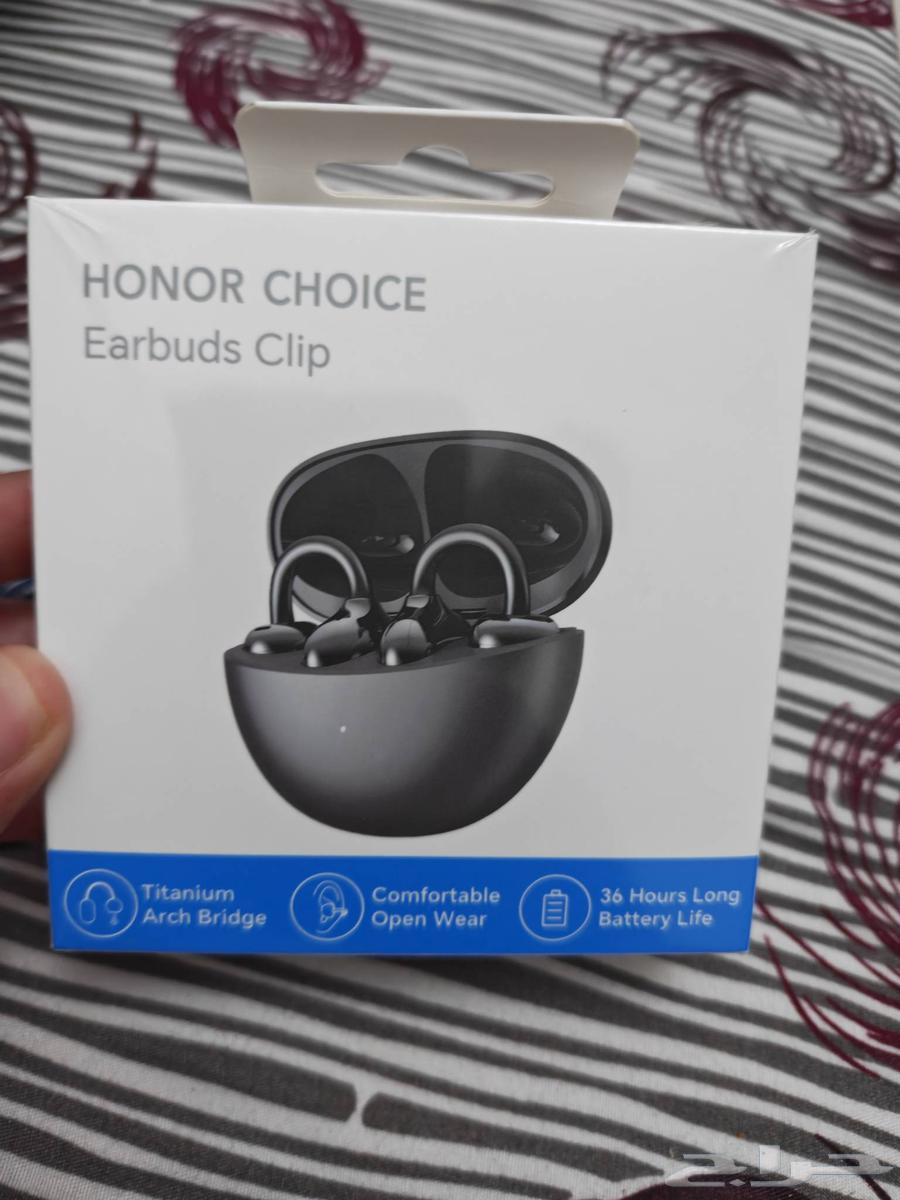 HONOR CHOICE
Earbuds Clip
Titanium
Arch Bridge
Comfortable
Open Wear
36 Hours Long
Battery Life
حراج